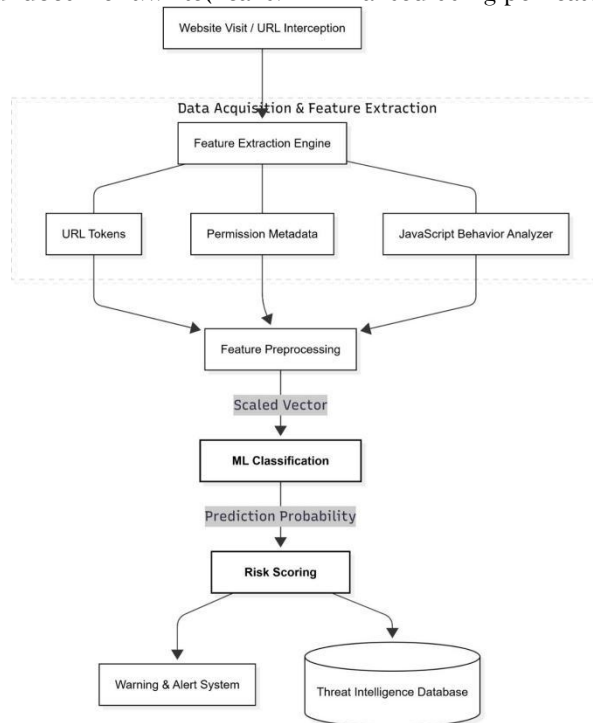 Website Visit / URL Interception
Data Acquisition & Feature Extraction
Feature Extraction Engine
URL Tokens
Permission Metadata
JavaScript Behavior Analyzer
Feature Preprocessing
Scaled Vector
ML Classification
Prediction Probability
Risk Scoring
Warning & Alert System
Threat Intelligence Database